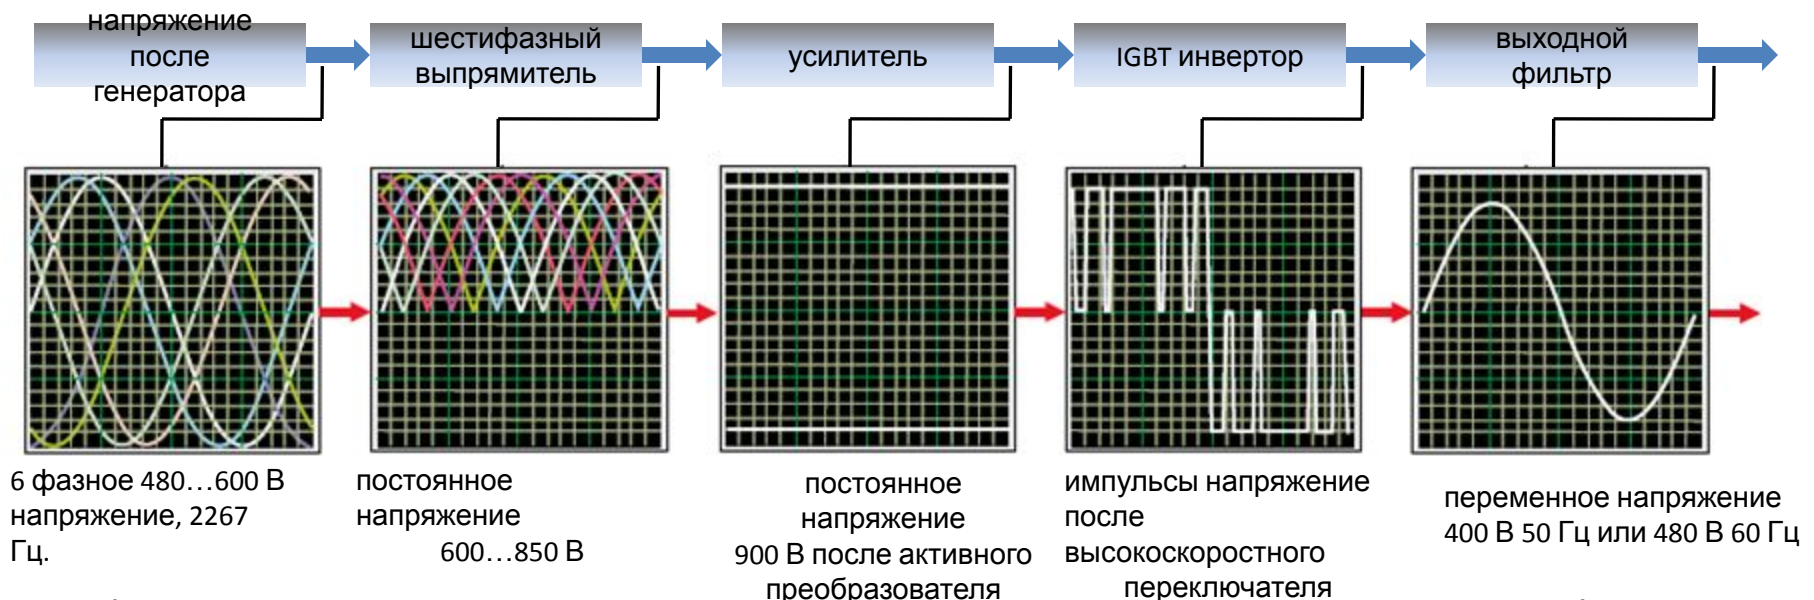 напряжение
после
генератора
шестифазный
выпрямитель
усилитель
IGBT инвертор
выходной
фильтр
6 фазное 480...600 В
напряжение, 2267
Гц.
постоянное
напряжение
600...850 В
постоянное
напряжение
900 В после активного
преобразователя
импульсы напряжение
после
высокоскоростного
переключателя
переменное напряжение
400 В 50 Гц или 480 В 60 Гц